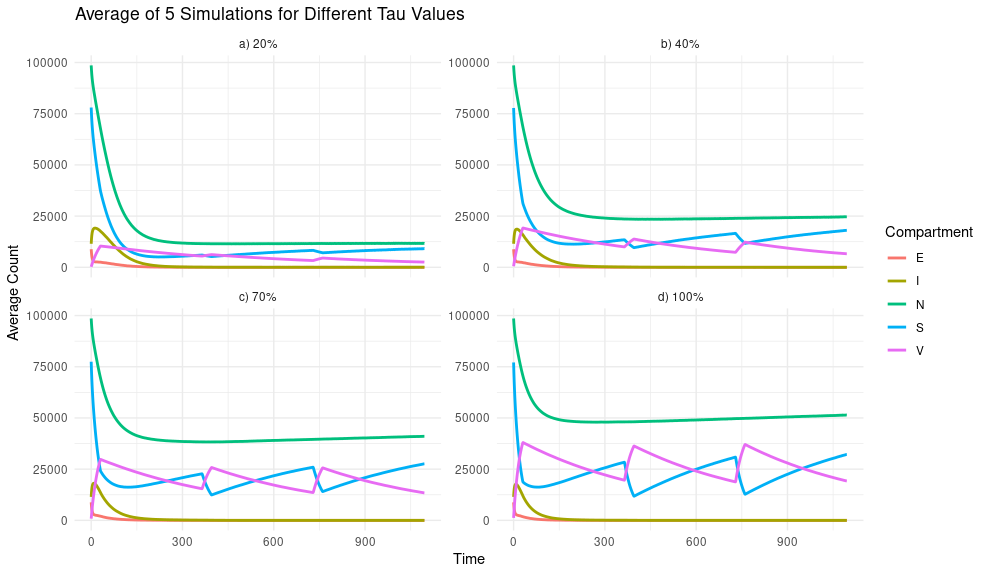 Average of 5 Simulations for Different Tau Values
a) 20%
b) 40%
100000
75000
50000
25000
0
100000
75000
50000
25000
0
c) 70%
d) 100%
100000
75000
50000
25000
0
100000
75000
50000
25000
0
0 300 600 900
0 300 600 900
Time
Average Count
Compartment
E
I
N
S
V